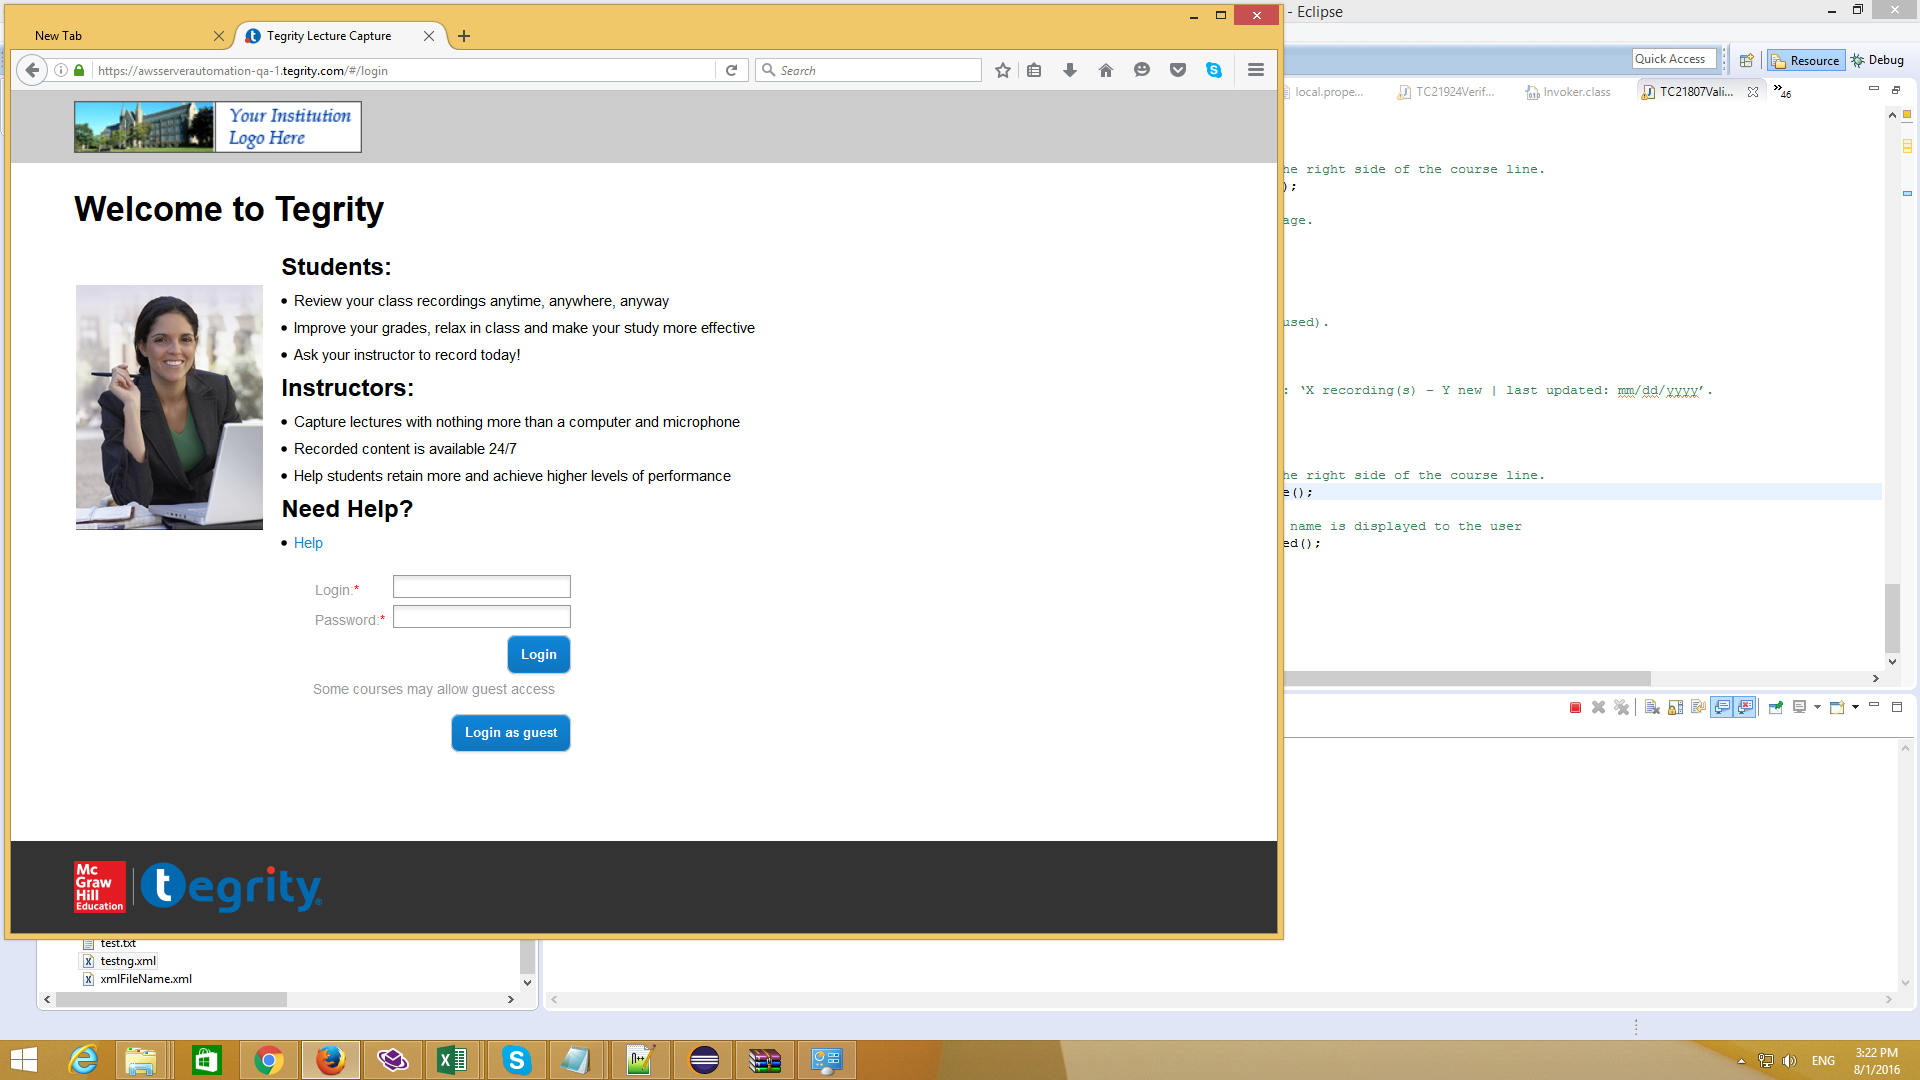 - Eclipse
New Tab
Tegrity Lecture Capture
https://awsserverautomation-qa-1.tegrity.com/#/login
Search
Quick Access
Resource
Debug
local.prope...
TC21924Verif...
Invoker.class
TC21807Vali...
46
Your Institution
Logo Here
Welcome to Tegrity
Students:
Review your class recordings anytime, anywhere, anyway
Improve your grades, relax in class and make your study more effective
Ask your instructor to record today!
Instructors:
Capture lectures with nothing more than a computer and microphone
Recorded content is available 24/7
Help students retain more and achieve higher levels of performance
Need Help?
Help
Login:*
Password:*
Login
Some courses may allow guest access
Login as guest
Mc
Graw
Hill
Education
tegrity
he right side of the course line.
);
age.
used).
: ‘X recording(s) - Y new | last updated: mm/dd/yyyy’.
he right side of the course line.
e();
name is displayed to the user
ed();
test.txt
testng.xml
xmlFileName.xml
ENG
3:22 PM
8/1/2016